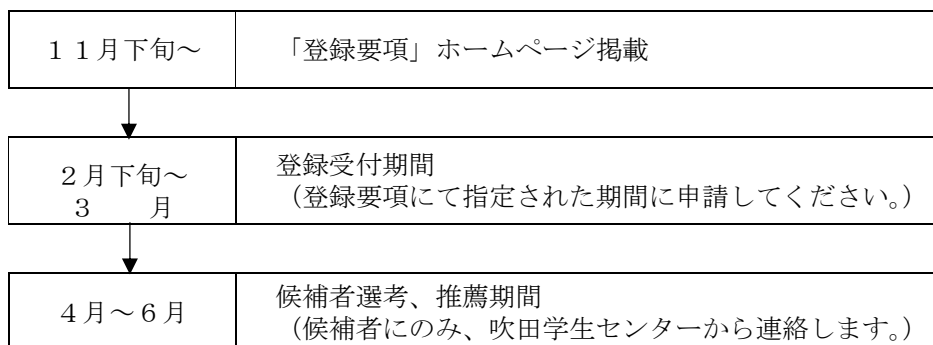 11月下旬～
「登録要項」ホームページ掲載
2月下旬～
3　　月
登録受付期間
（登録要項にて指定された期間に申請してください。）
4月～6月
候補者選考、推薦期間
（候補者にのみ、吹田学生センターから連絡します。）